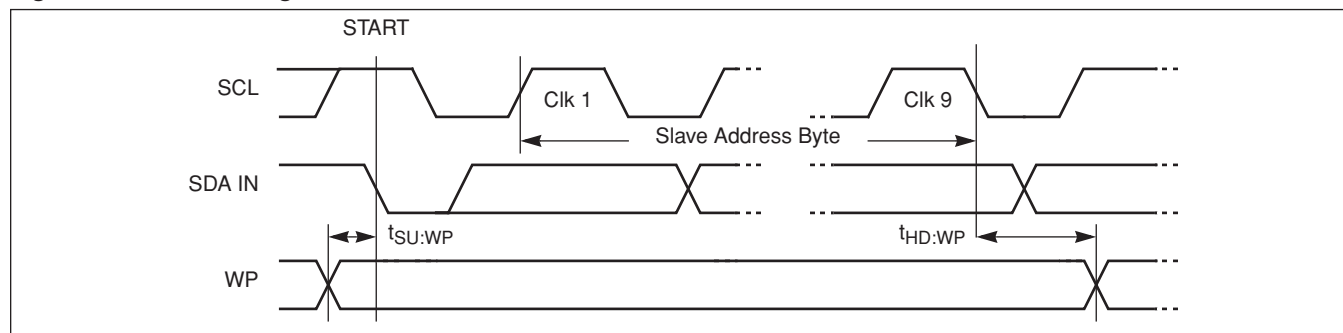 START
SCL
Clk 1
Clk 9
Slave Address Byte
SDA IN
tSU:WP
tHD:WP
WP